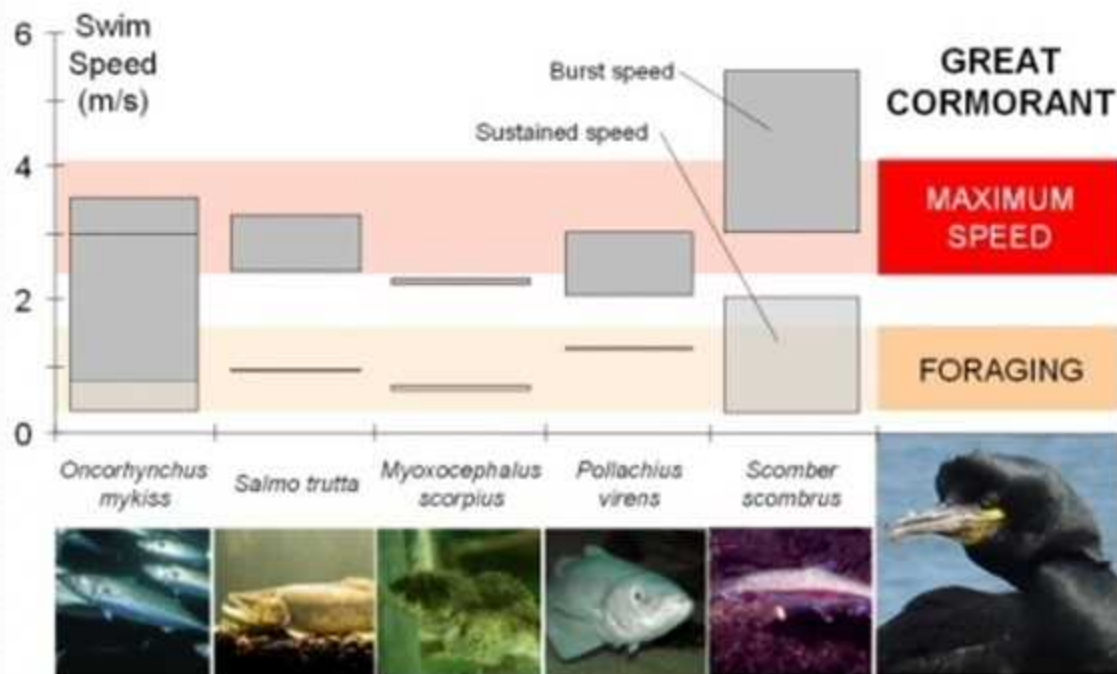 6
Swim
Speed
(m/s)
4
2
0
Burst speed
Sustained speed
GREAT
CORMORANT
MAXIMUM
SPEED
FORAGING
Oncorhynchus
mykiss
Salmo trutta
Myoxocephalus
scorpius
Pollachius
virens
Scomber
scombrus